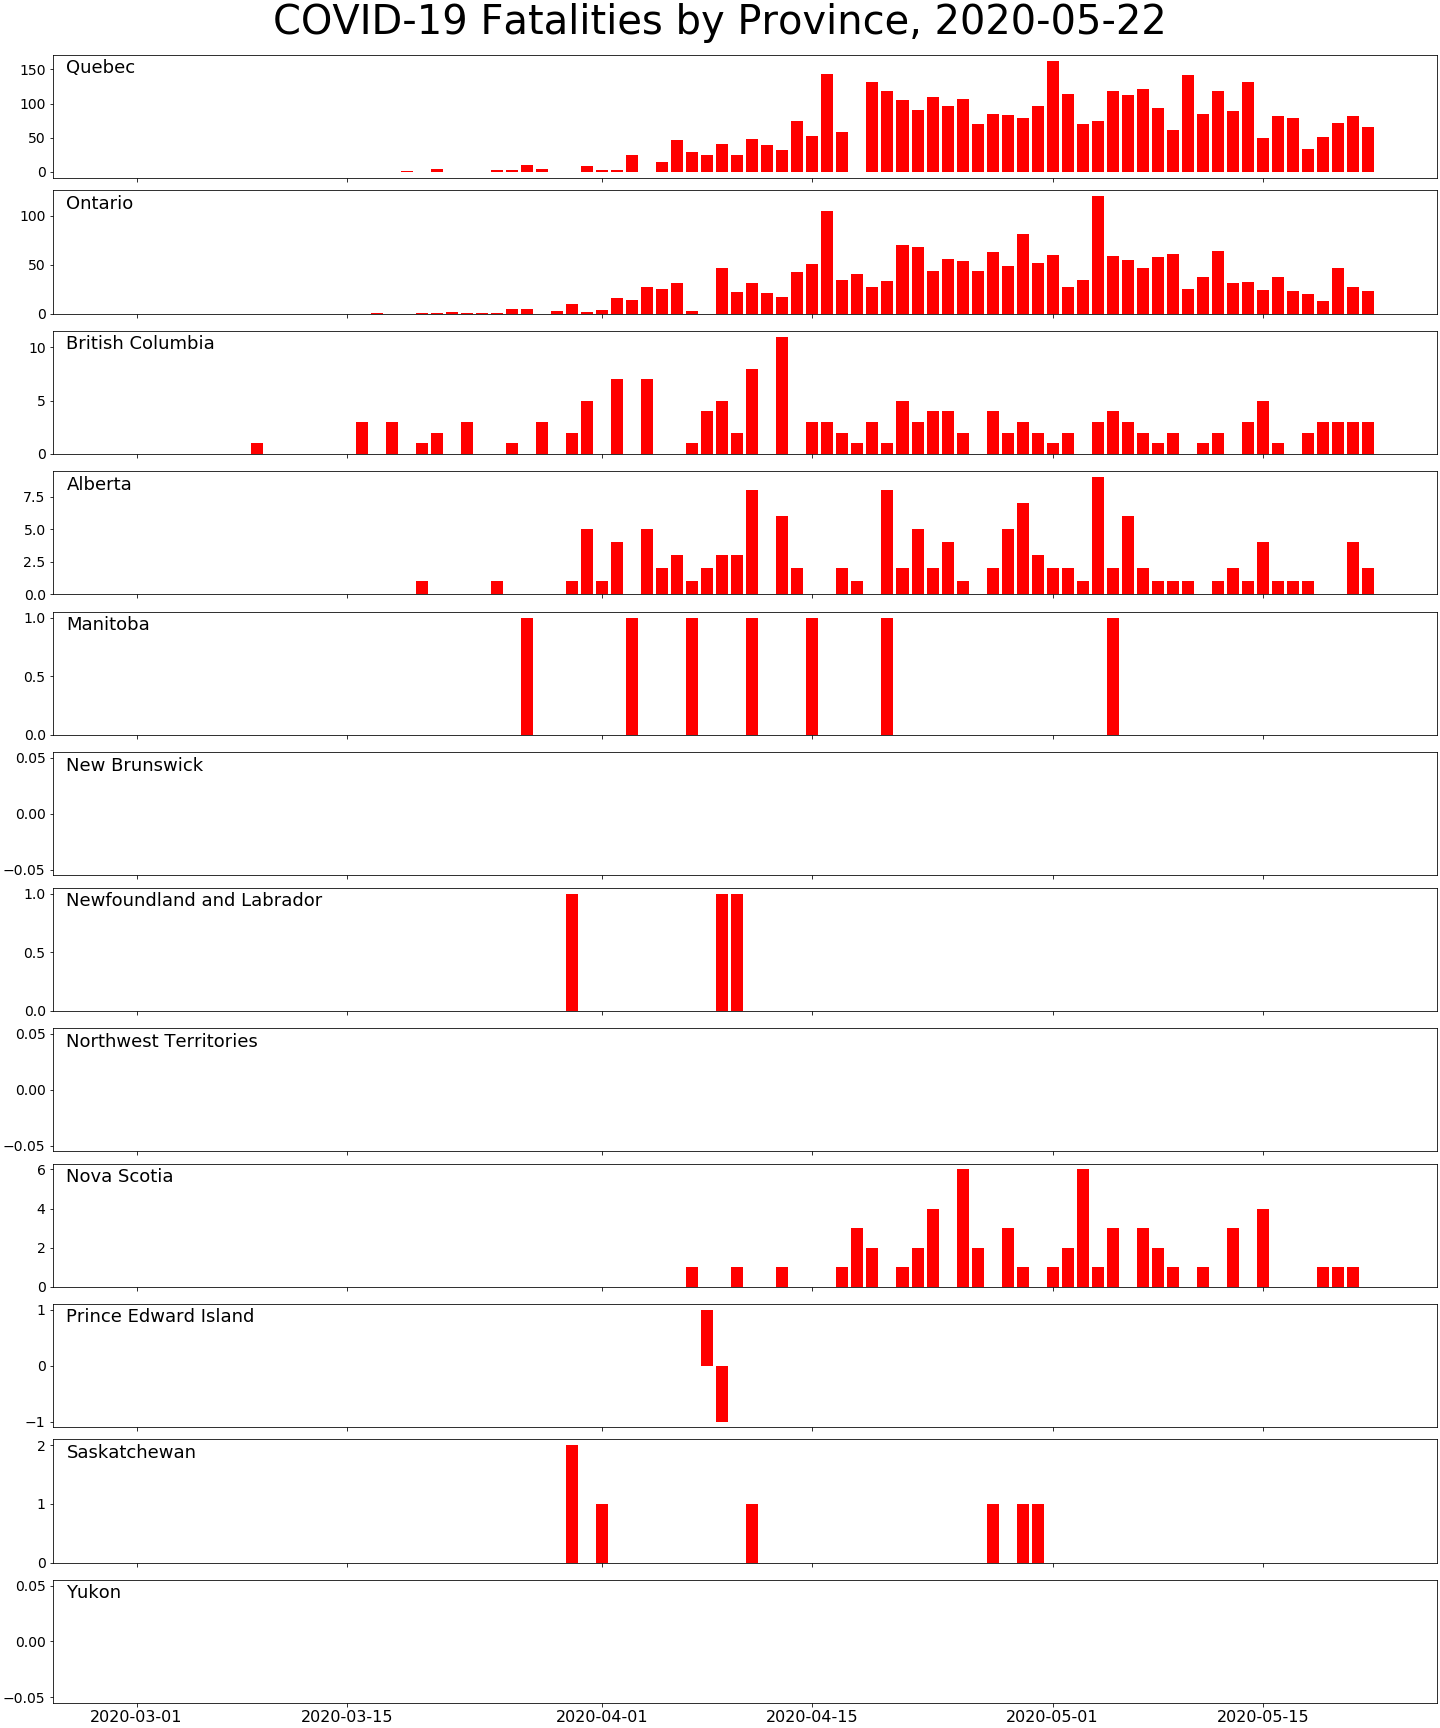 COVID-19 Fatalities by Province, 2020-05-22
Quebec
150
100
50
0
Ontario
100
50
0
British Columbia
10
5
0
Alberta
7.5
5.0
2.5
0.0
Manitoba
1.0
0.5
0.0
New Brunswick
0.05
0.00
−0.05
Newfoundland and Labrador
1.0
0.5
0.0
Northwest Territories
0.05
0.00
−0.05
Nova Scotia
6
4
2
0
Prince Edward Island
1
0
−1
Saskatchewan
2
1
0
Yukon
0.05
0.00
−0.05
2020-03-01 2020-03-15 2020-04-01 2020-04-15 2020-05-01 2020-05-15